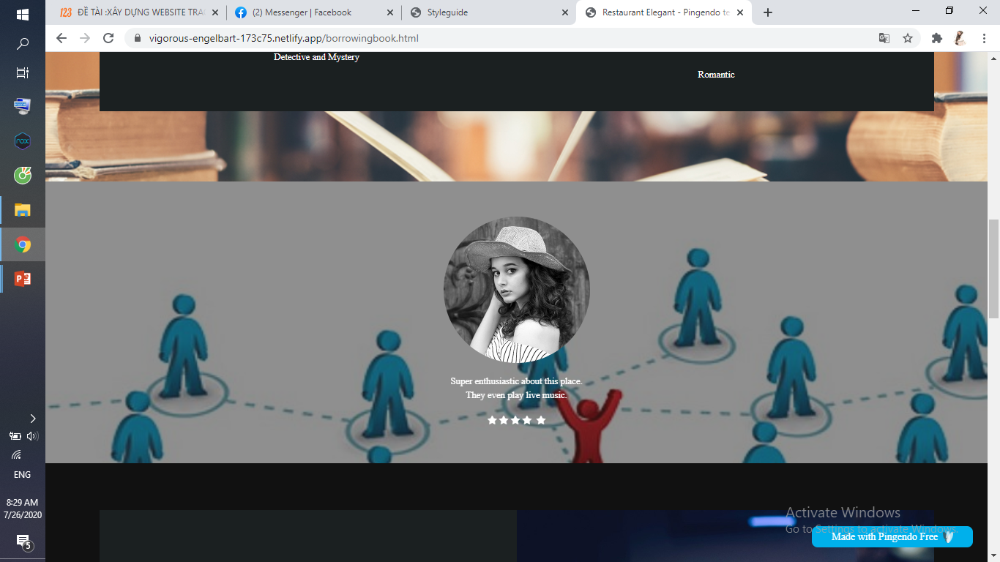 123 ĐỀ TÀI :XÂY DỰNG WEBSITE TRA
(2) Messenger | Facebook
Styleguide
Restaurant Elegant - Pingendo te
vigorous-engelbart-173c75.netlify.app/borrowingbook.html
Detective and Mystery
Romantic
nox
P
Super enthusiastic about this place.
They even play live music.
ENG
8:29 AM
7/26/2020
5
Activate Windows
Go to Settings to activate Windows.
Made with Pingendo Free